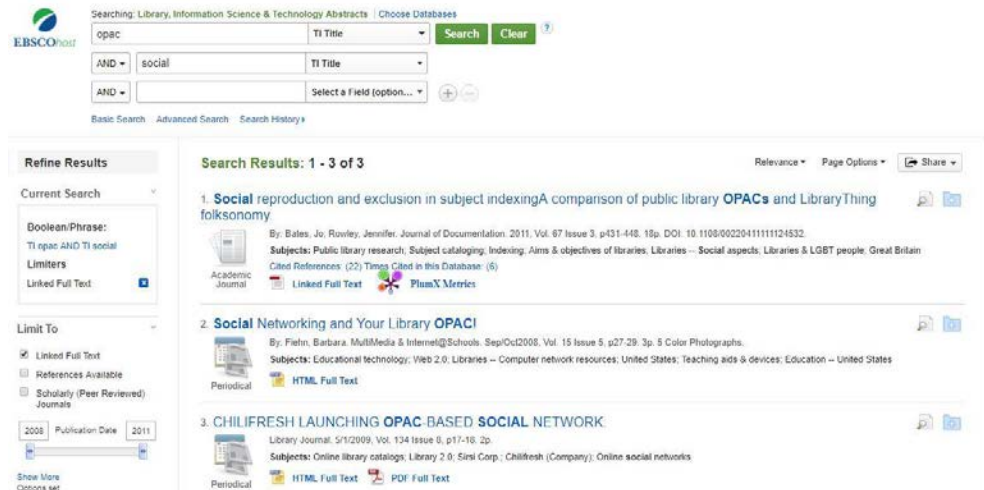 Searching: Library, Information Science & Technology Abstracts | Choose Databases
EBSCOhost
opac TI Title Search Clear ?
AND social TI Title
AND Select a Field (option...
Basic Search Advanced Search Search History
Refine Results
Current Search
Boolean/Phrase:
TI opac AND TI social
Limiters
Linked Full Text
Limit To
Linked Full Text
References Available
Scholarly (Peer Reviewed)
Journals
2008 Publication Date 2011
Show More
Options set
Search Results: 1 - 3 of 3
Relevance Page Options Share
1. Social reproduction and exclusion in subject indexingA comparison of public library OPACs and LibraryThing
folksonomy.
By: Bates, Jo; Rowley, Jennifer. Journal of Documentation. 2011, Vol. 67 Issue 3, p431-448. 18p. DOI: 10.1108/00220411111124532.
Subjects: Public library research; Subject cataloging; Indexing; Aims & objectives of libraries; Libraries -- Social aspects; Libraries & LGBT people; Great Britain
Cited References: (22) Times Cited in this Database: (6)
Academic
Journal
Linked Full Text PlumX Metrics
2. Social Networking and Your Library OPAC!
By: Fiehn, Barbara. MultiMedia & Internet@Schools. Sep/Oct2008, Vol. 15 Issue 5, p27-29. 3p. 5 Color Photographs.
Subjects: Educational technology; Web 2.0; Libraries -- Computer network resources; United States; Teaching aids & devices; Education -- United States
Periodical
HTML Full Text
3. CHILIFRESH LAUNCHING OPAC-BASED SOCIAL NETWORK.
Library Journal. 5/1/2009, Vol. 134 Issue 8, p17-18. 2p.
Subjects: Online library catalogs; Library 2.0; Sirsi Corp.; Chilifresh (Company); Online social networks
Periodical
HTML Full Text PDF Full Text